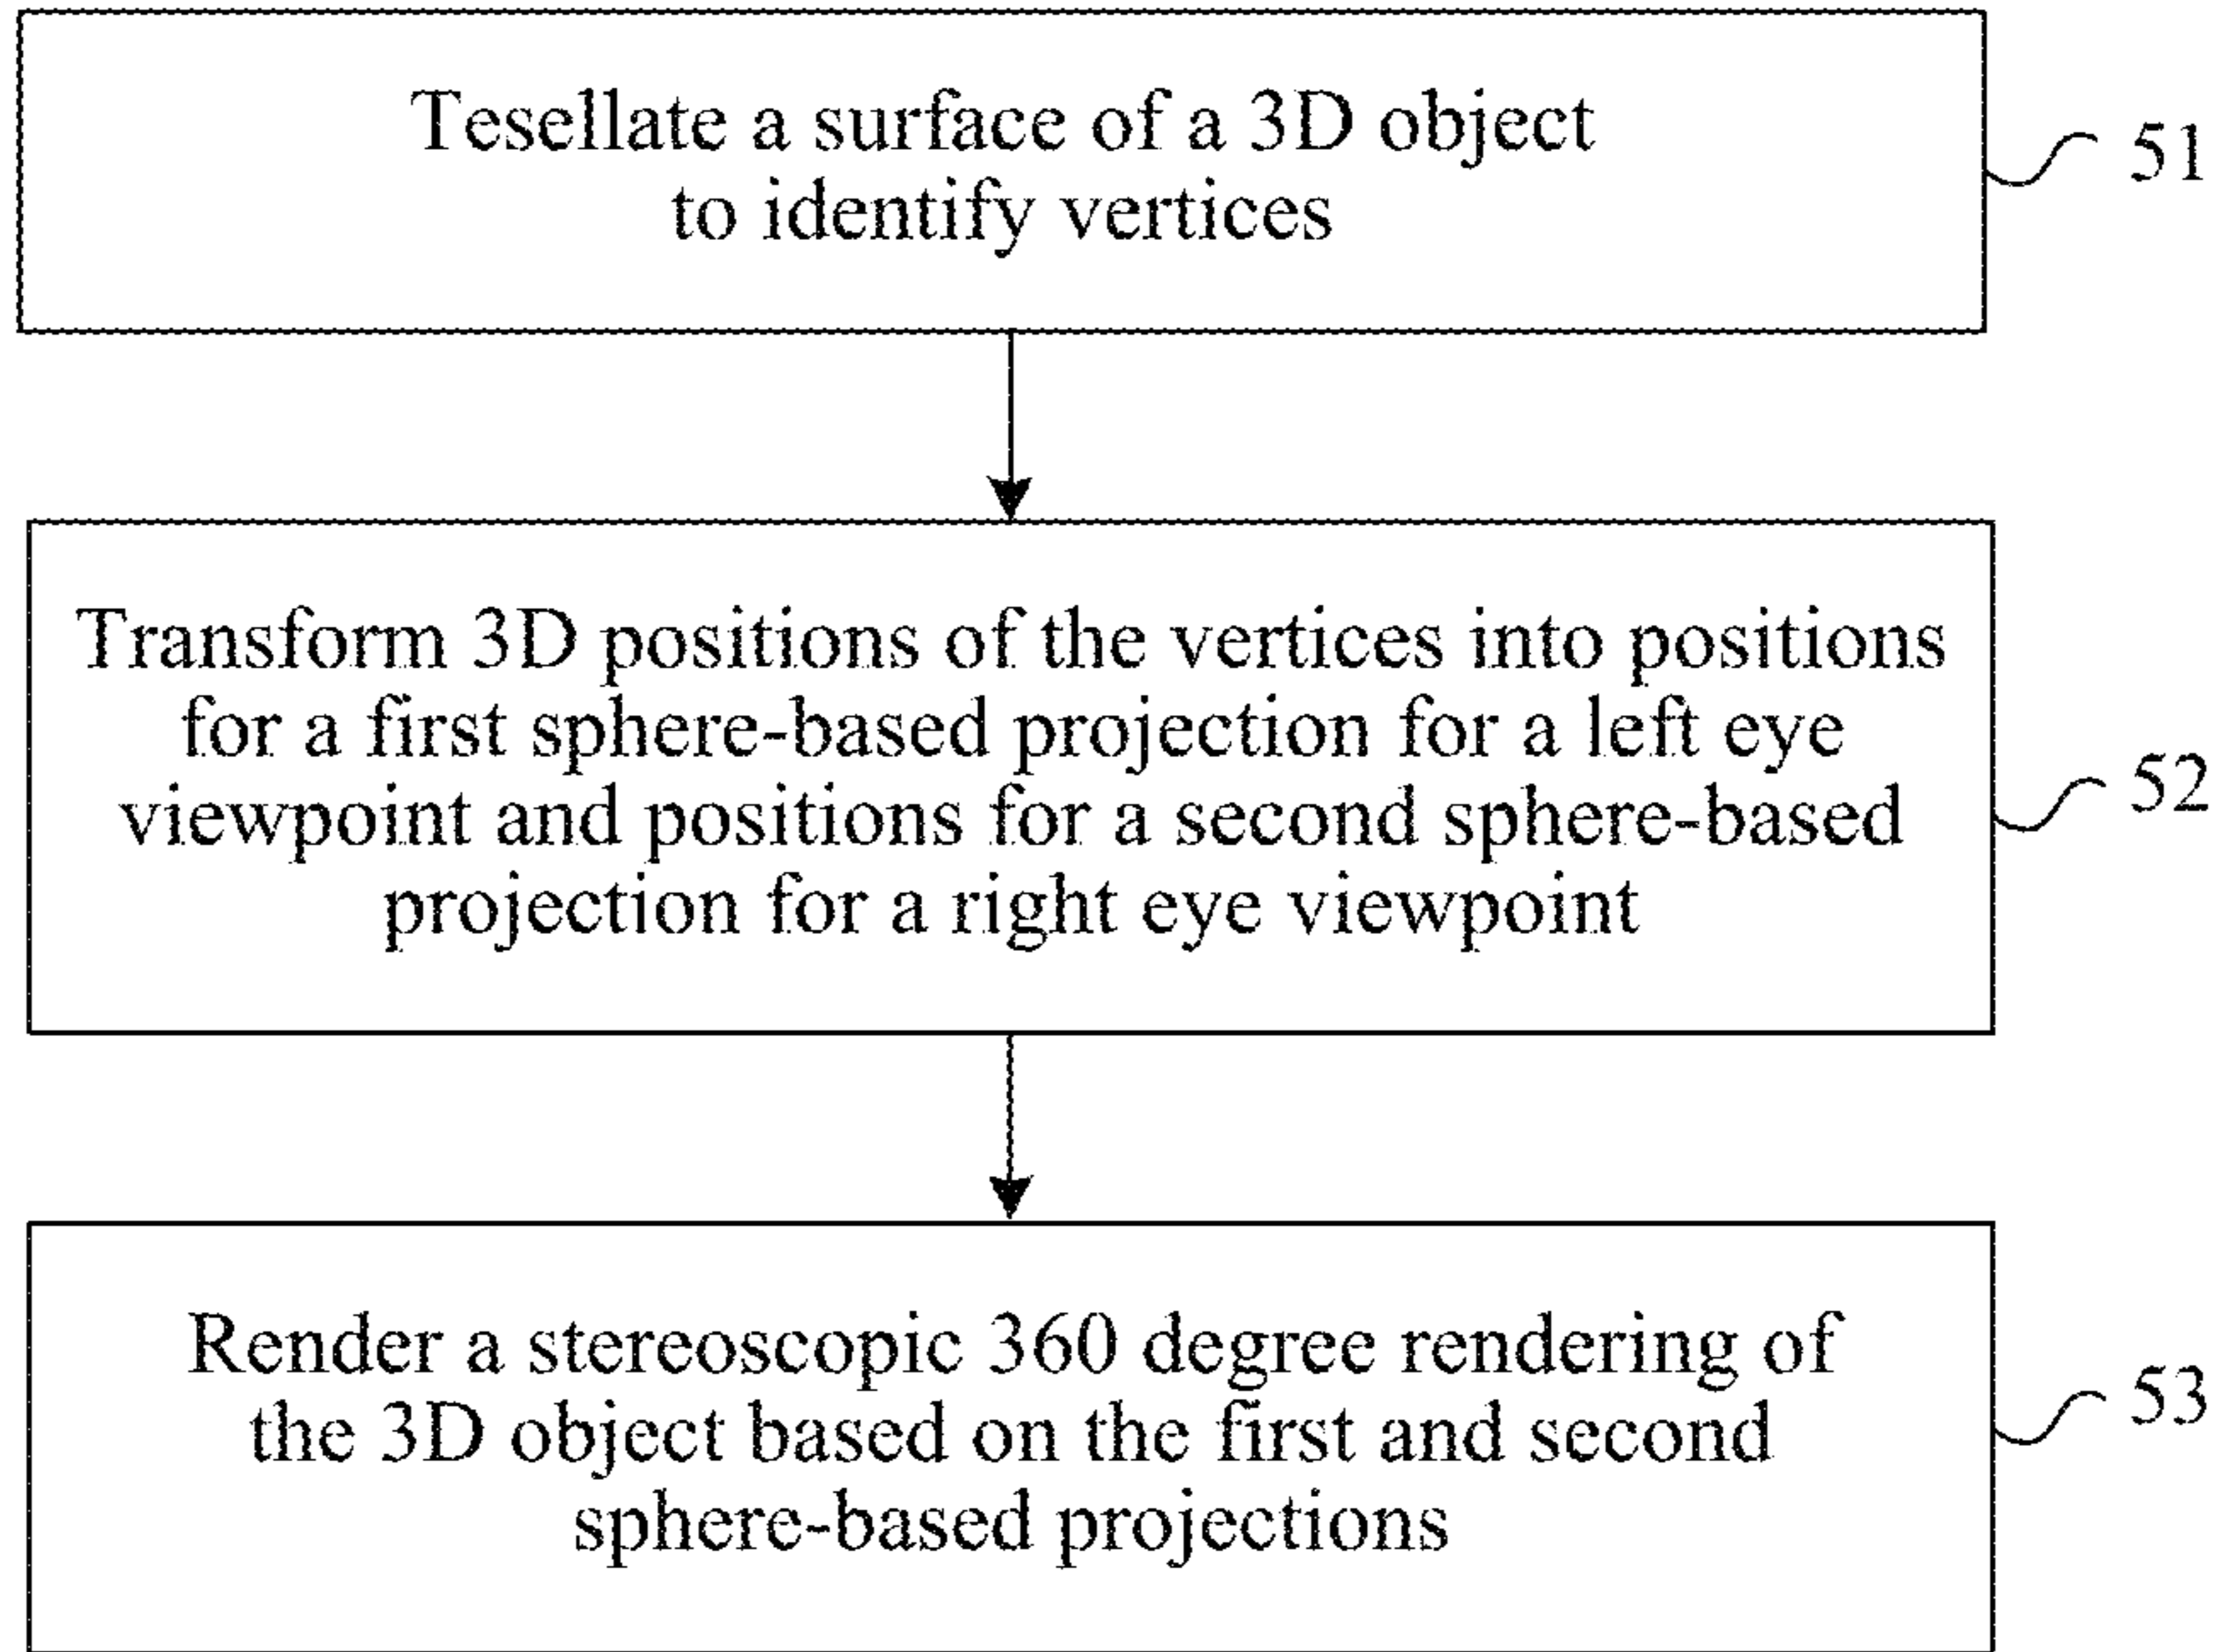 Tesellate a surface of a 3D object
to identify vertices
51
Transform 3D positions of the vertices into positions
for a first sphere-based projection for a left eye
viewpoint and positions for a second sphere-based
projection for a right eye viewpoint
52
Render a stereoscopic 360 degree rendering of
the 3D object based on the first and second
sphere-based projections
53